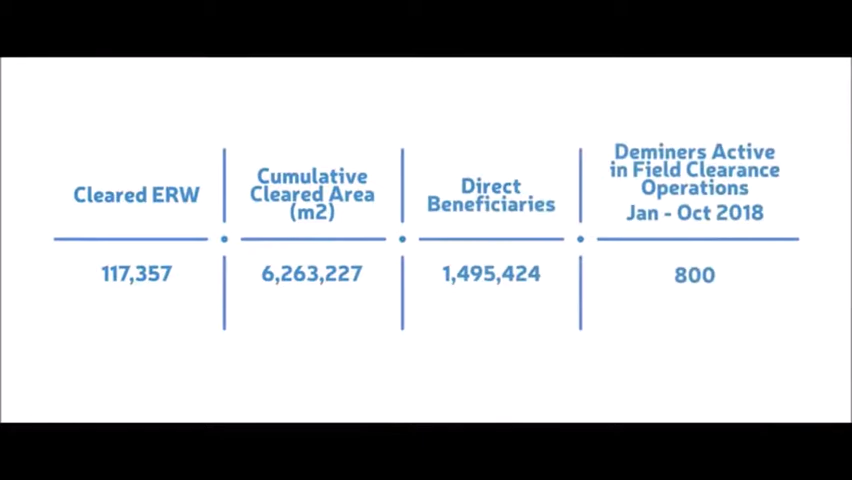 Cleared ERW
Cumulative
Cleared Area
(m2)
Direct
Beneficiaries
Deminers Active
in Field Clearance
Operations
Jan - Oct 2018
117,357
6,263,227
1,495,424
800